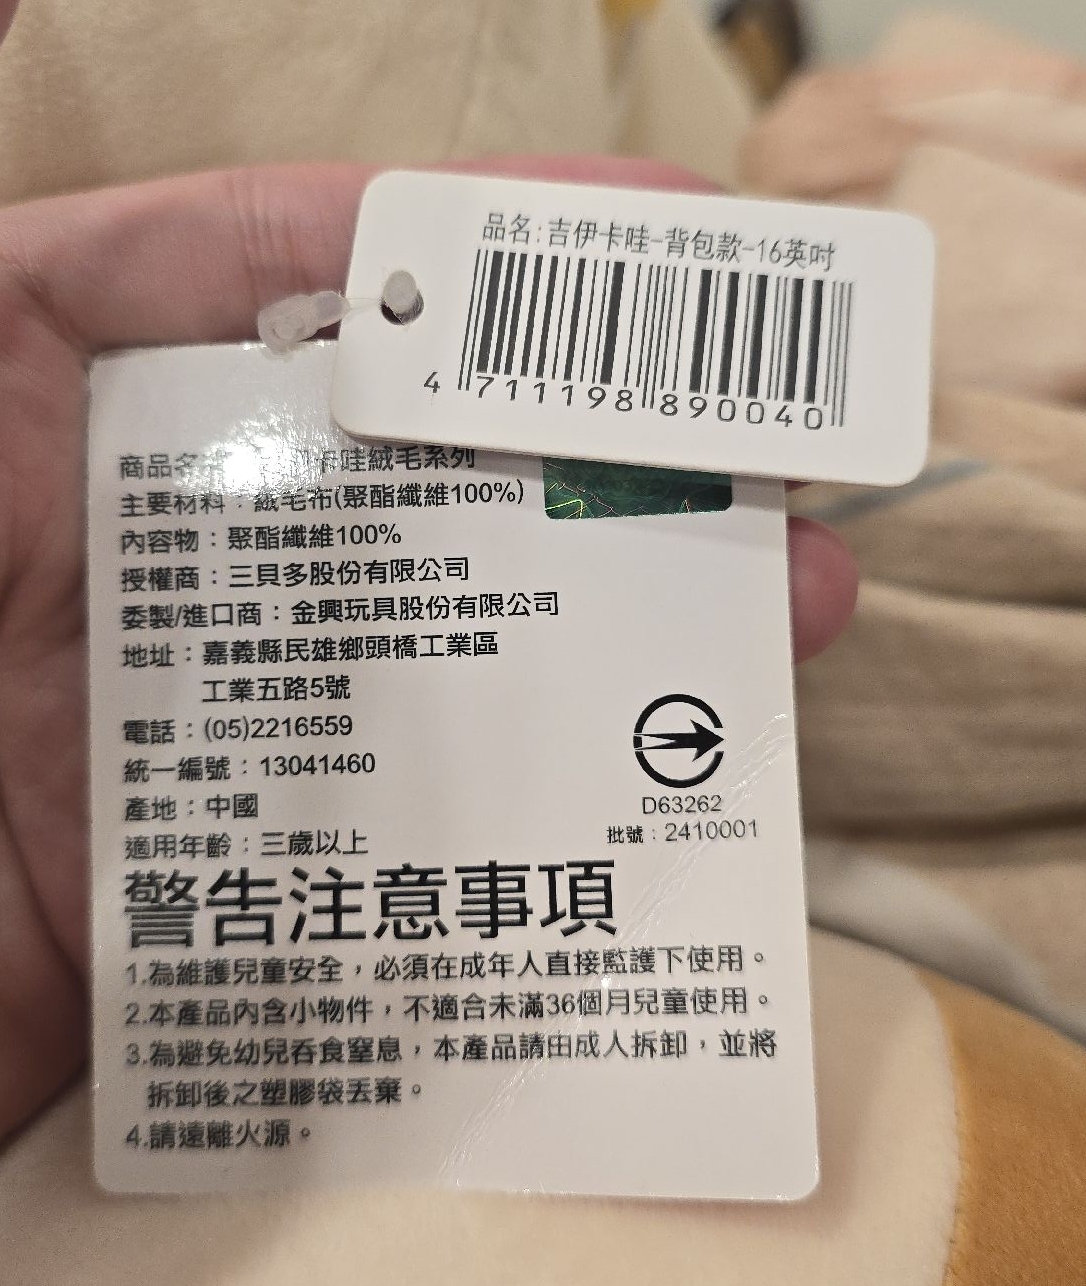 品名:吉伊卡哇-背包款-16英吋
4 711198 890040
商品名 卡哇絨毛系列
主要材料：絨毛布(聚酯纖維100%)
內容物：聚酯纖維100%
授權商：三貝多股份有限公司
委製/進口商：金興玩具股份有限公司
地址：嘉義縣民雄鄉頭橋工業區
工業五路5號
電話：(05)2216559
統一編號：13041460
產地：中國
適用年齡：三歲以上
D63262
批號：2410001
警告注意事項
1.為維護兒童安全，必須在成年人直接監護下使用。
2.本產品內含小物件，不適合未滿36個月兒童使用。
3.為避免幼兒吞食窒息，本產品請由成人拆卸，並將
拆卸後之塑膠袋丟棄。
4.請遠離火源。